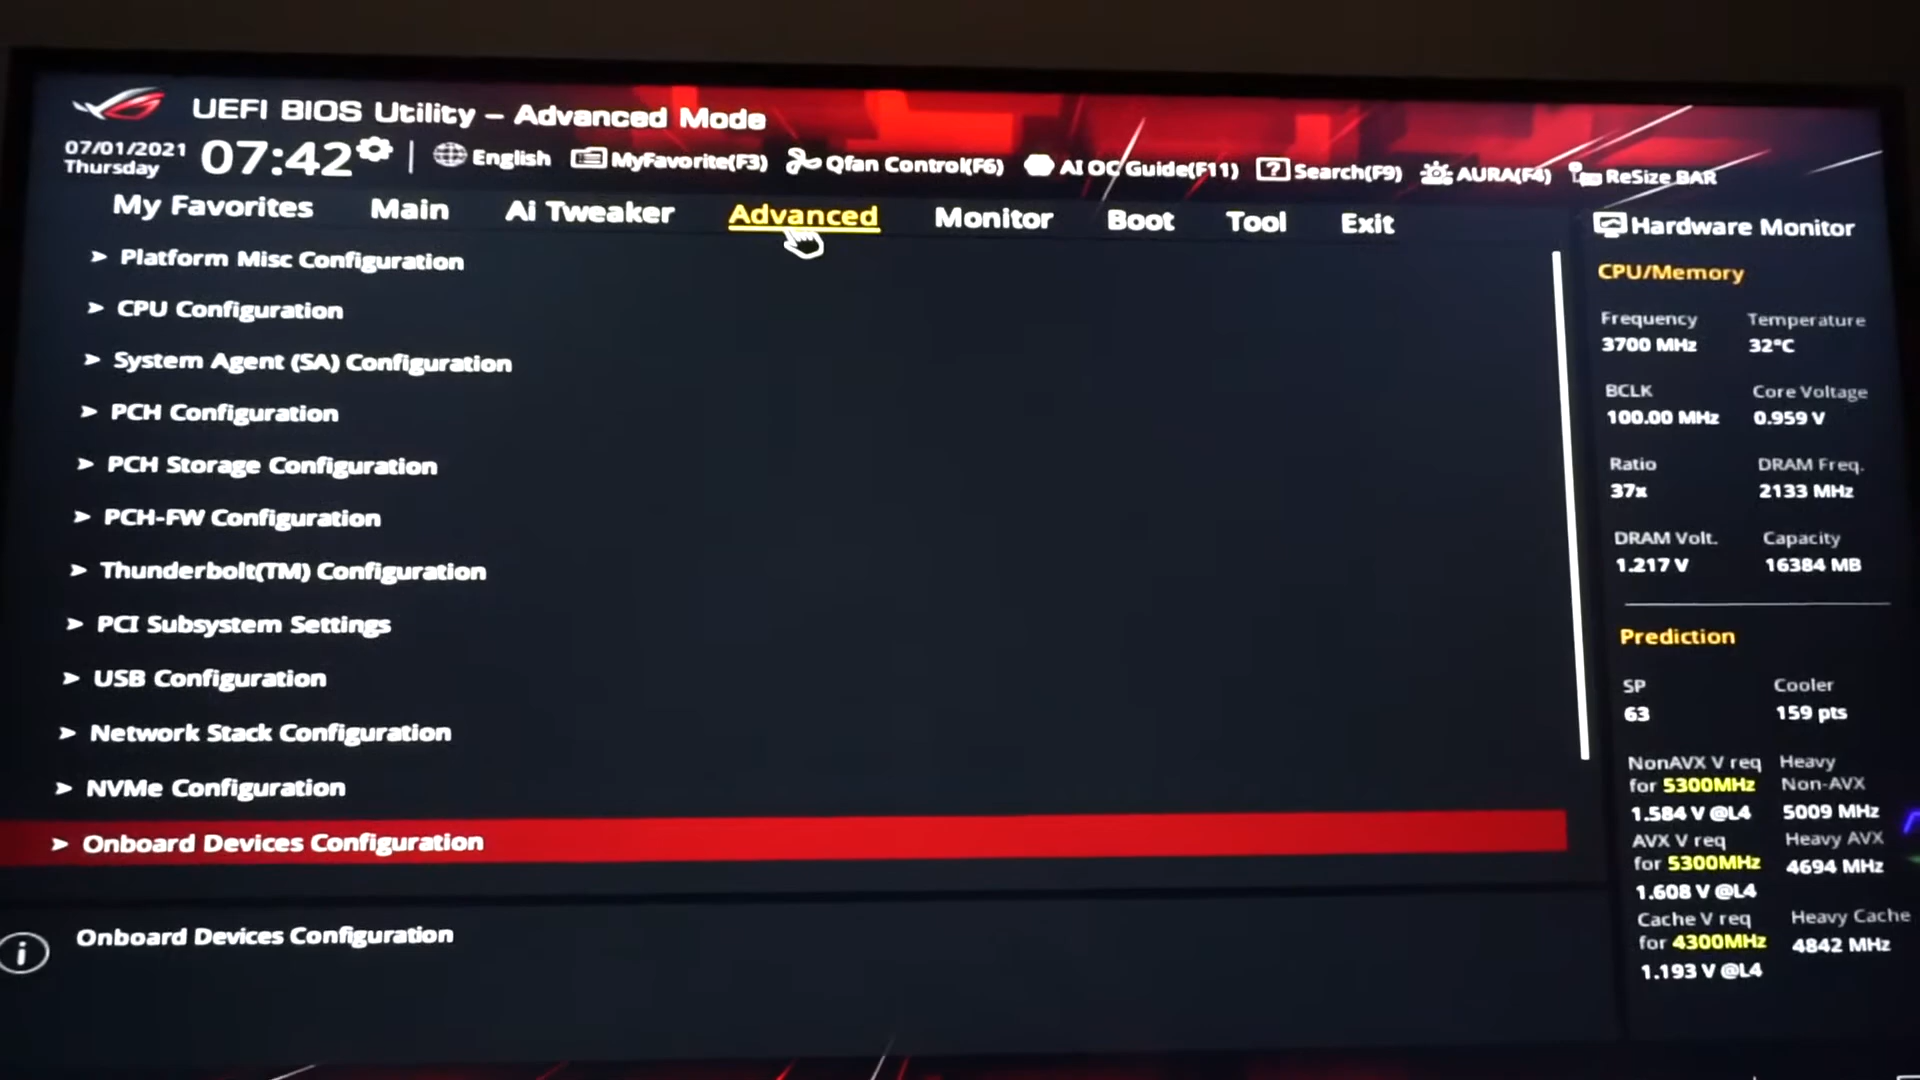 UEFI BIOS Utility – Advanced Mode
07/01/2021
Thursday
07:42
English
MyFavorite(F3)
Qfan Control(F6)
AI OC Guide(F11)
Search(F9)
AURA(F4)
ReSize BAR
My Favorites
Main
Ai Tweaker
Advanced
Monitor
Boot
Tool
Exit
Platform Misc Configuration
CPU Configuration
System Agent (SA) Configuration
PCH Configuration
PCH Storage Configuration
PCH-FW Configuration
Thunderbolt(TM) Configuration
PCI Subsystem Settings
USB Configuration
Network Stack Configuration
NVMe Configuration
Onboard Devices Configuration
Onboard Devices Configuration
Hardware Monitor
CPU/Memory
Frequency Temperature
3700 MHz 32°C
BCLK Core Voltage
100.00 MHz 0.959 V
Ratio DRAM Freq.
37x 2133 MHz
DRAM Volt. Capacity
1.217 V 16384 MB
Prediction
SP Cooler
63 159 pts
NonAVX V req Heavy
for 5300MHz Non-AVX
1.584 V @L4 5009 MHz
AVX V req Heavy AVX
for 5300MHz 4694 MHz
1.608 V @L4
Cache V req Heavy Cache
for 4300MHz 4842 MHz
1.193 V @L4